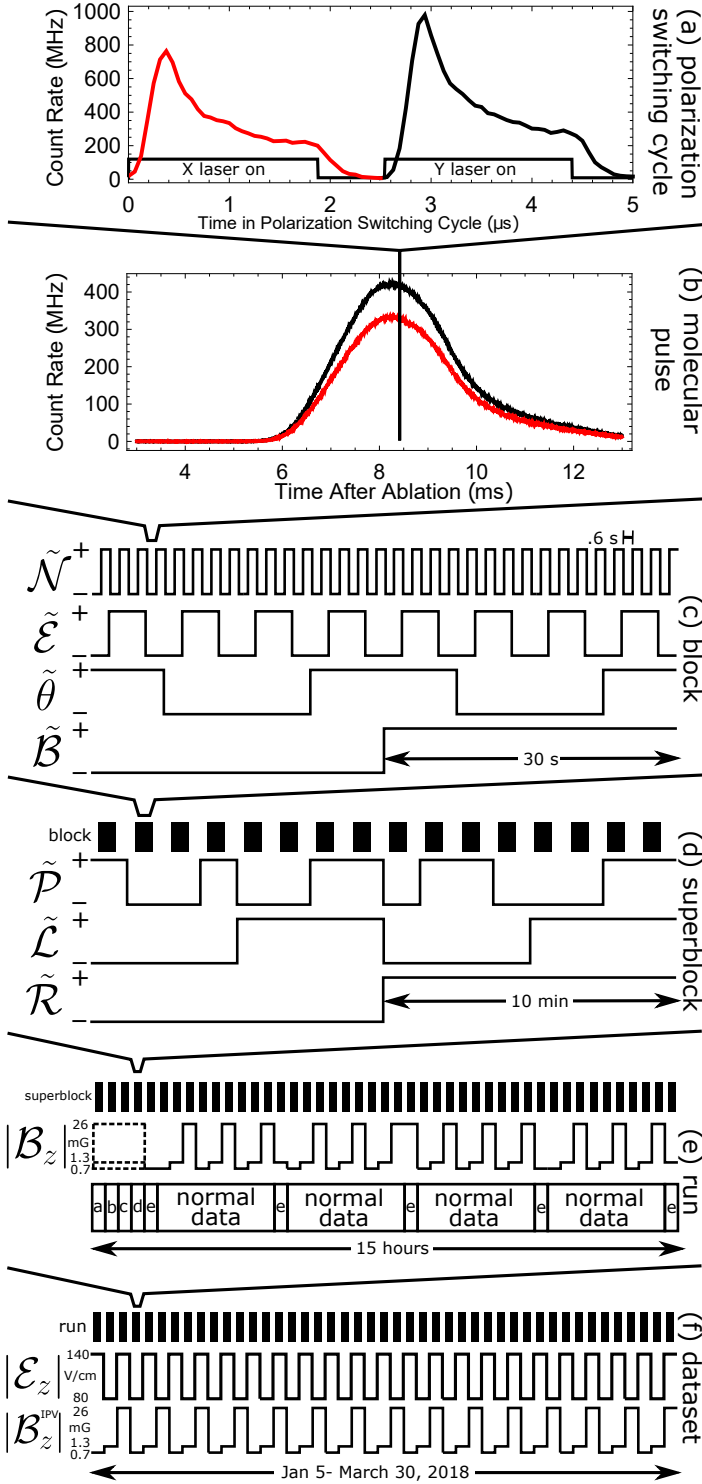 1000
800
600
400
200
0
Count Rate (MHz)
X laser on
Y laser on
0 1 2 3 4 5
Time in Polarization Switching Cycle (µs)
(a) polarization
switching cycle
400
300
200
100
0
Count Rate (MHz)
4 6 8 10 12
Time After Ablation (ms)
(b) molecular
pulse
.6 s
Ñ + −
ℰ̃ + −
θ̃ + −
ℬ̃ + −
30 s
(c) block
block
𝒫̃ + −
ℒ̃ + −
ℛ̃ + −
10 min
(d) superblock
superblock
|ℬz| 26
mG
1.3
0.7
a b c d e normal data e normal data e normal data e normal data e
15 hours
(e) run
run
|ℰz| 140
V/cm
80
|ℬz^IPV| 26
mG
1.3
0.7
Jan 5- March 30, 2018
(f) dataset